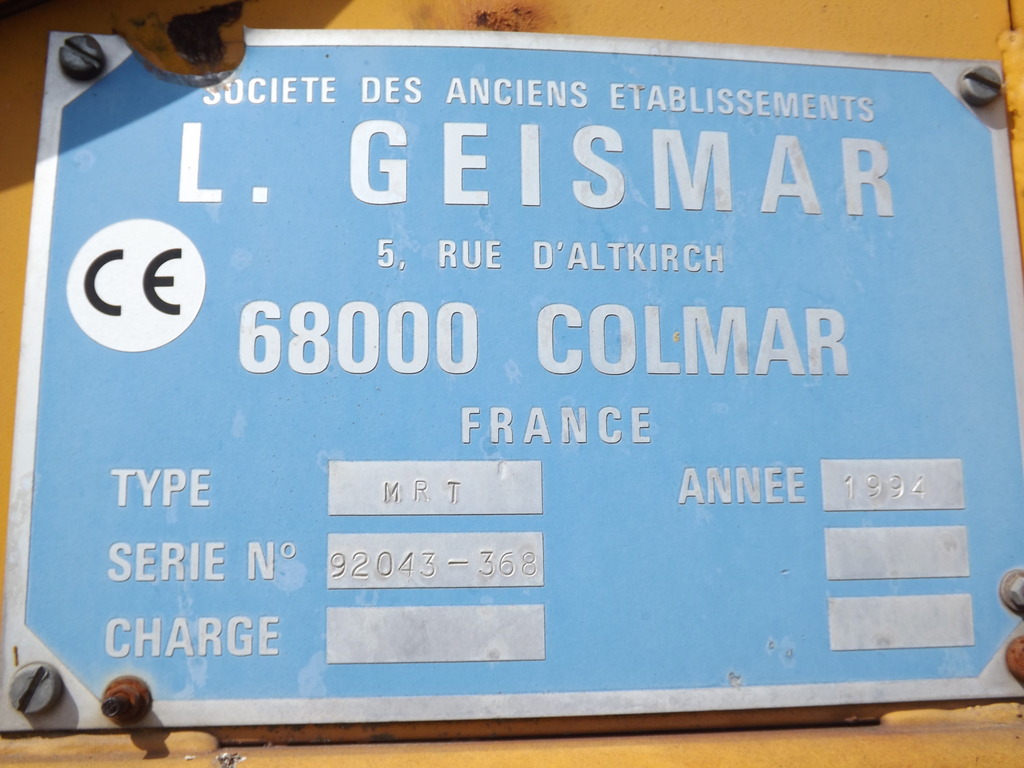 SOCIETE DES ANCIENS ETABLISSEMENTS
L. GEISMAR
5, RUE D'ALTKIRCH
CE
68000 COLMAR
FRANCE
TYPE MRT ANNEE 1994
SERIE N° 92043-368
CHARGE